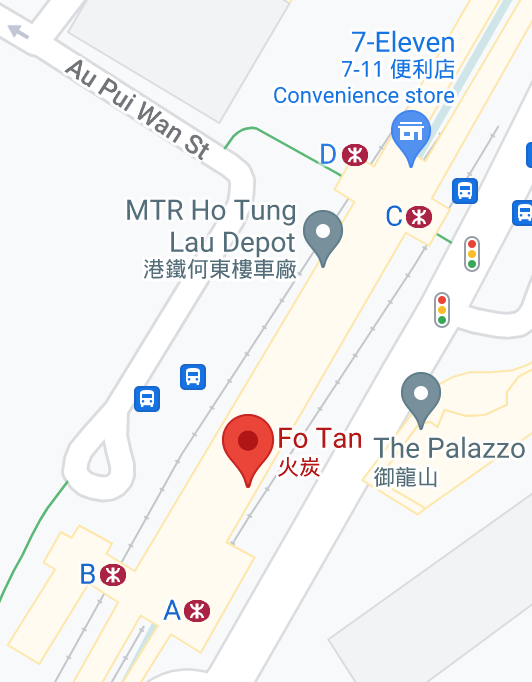 7-Eleven
7-11 便利店
Convenience store
Au Pui Wan St
D
MTR Ho Tung
Lau Depot
港鐵何東樓車廠
C
Fo Tan
火炭
The Palazzo
御龍山
B
A